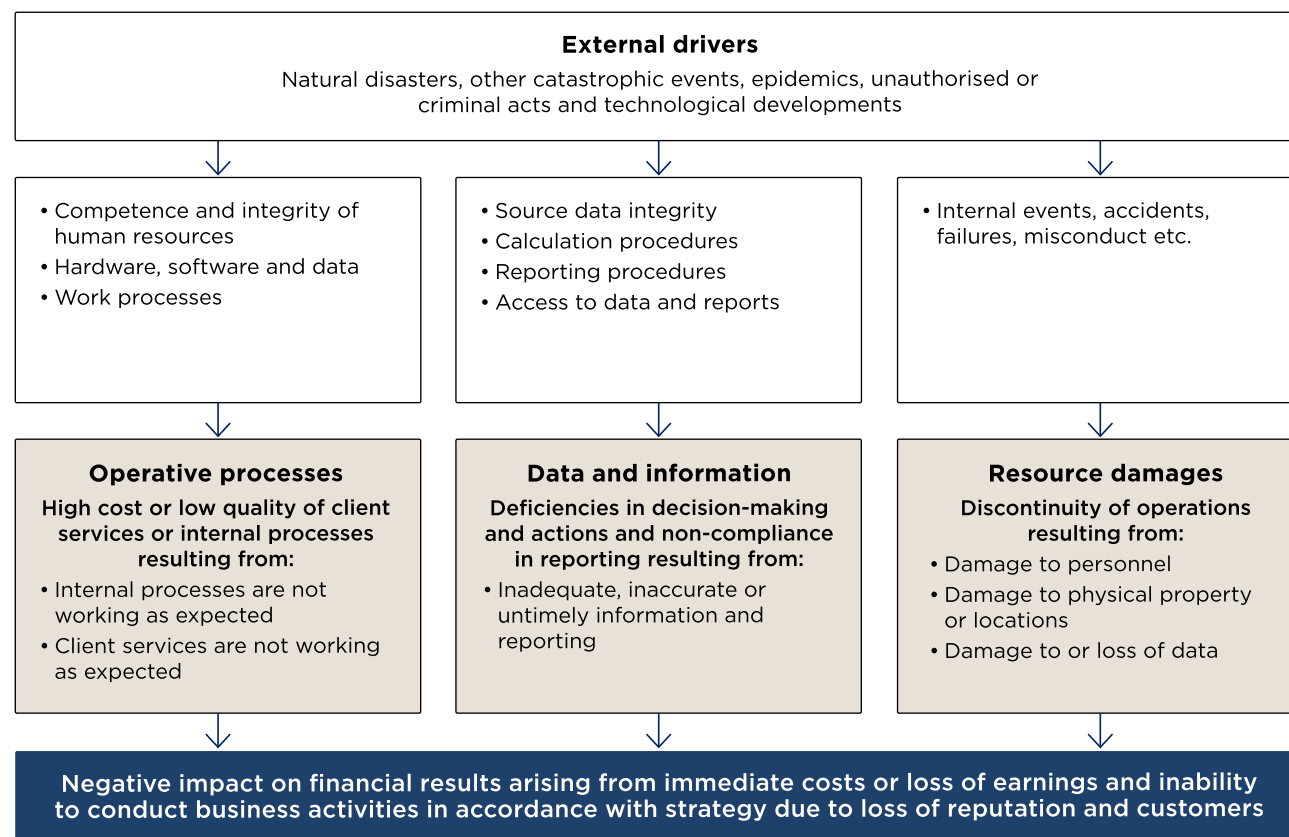 External drivers
Natural disasters, other catastrophic events, epidemics, unauthorised or
criminal acts and technological developments
• Competence and integrity of
human resources
• Hardware, software and data
• Work processes
• Source data integrity
• Calculation procedures
• Reporting procedures
• Access to data and reports
• Internal events, accidents,
failures, misconduct etc.
Operative processes
High cost or low quality of client
services or internal processes
resulting from:
• Internal processes are not
working as expected
• Client services are not working
as expected
Data and information
Deficiencies in decision-making
and actions and non-compliance
in reporting resulting from:
• Inadequate, inaccurate or
untimely information and
reporting
Resource damages
Discontinuity of operations
resulting from:
• Damage to personnel
• Damage to physical property
or locations
• Damage to or loss of data
Negative impact on financial results arising from immediate costs or loss of earnings and inability
to conduct business activities in accordance with strategy due to loss of reputation and customers